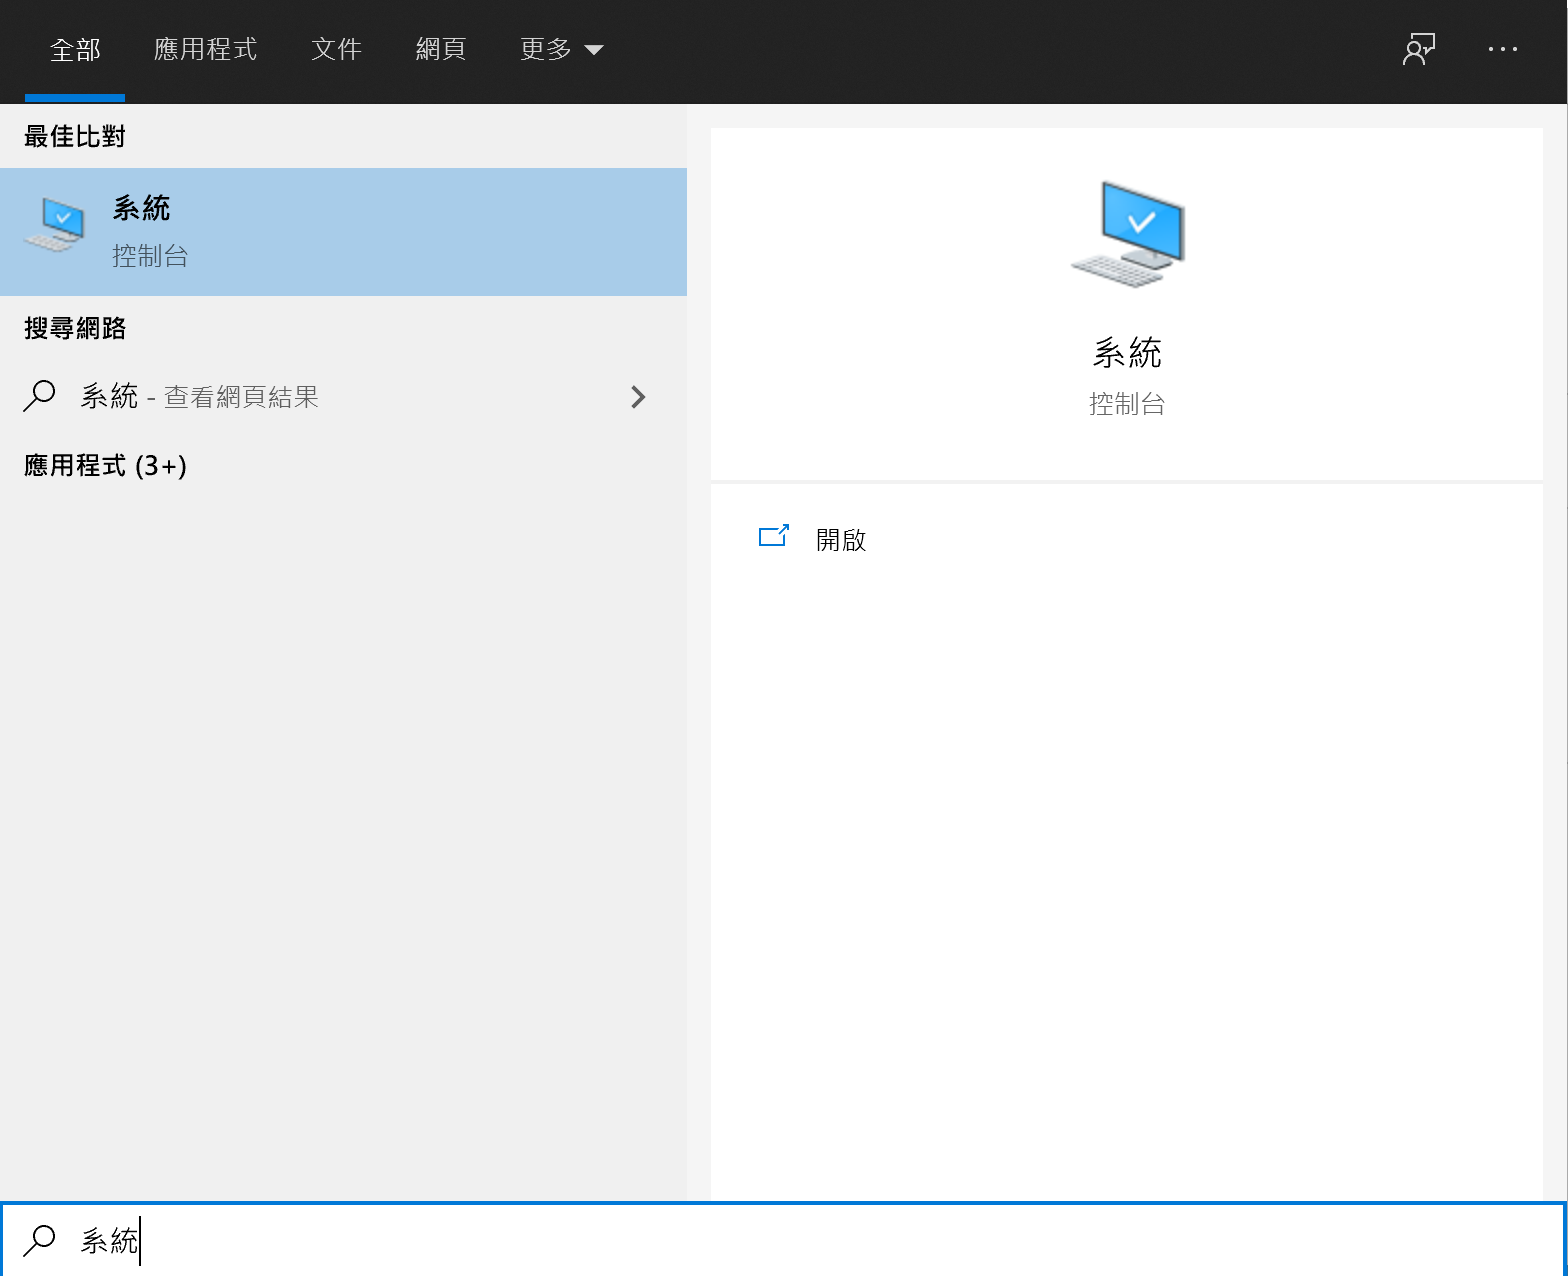 全部 應用程式 文件 網頁 更多
最佳比對
系統
控制台
搜尋網路
系統 - 查看網頁結果
應用程式 (3+)
系統
控制台
開啟
系統